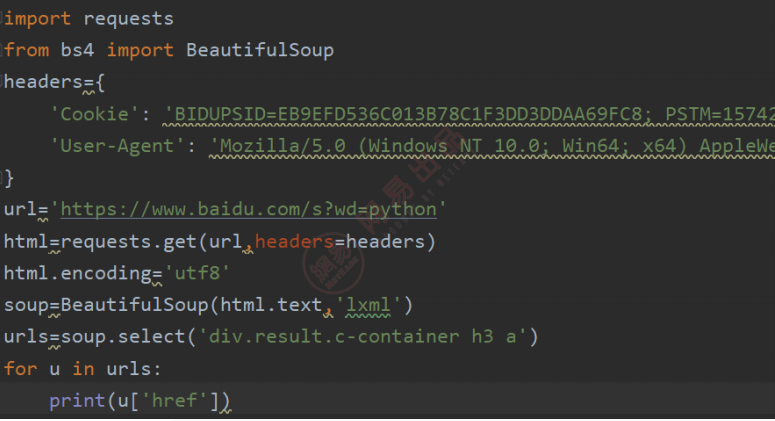 import requests
from bs4 import BeautifulSoup
headers={
    'Cookie': 'BIDUPSID=EB9EFD536C013B78C1F3DD3DDAA69FC8; PSTM=15742
    'User-Agent': 'Mozilla/5.0 (Windows NT 10.0; Win64; x64) AppleWe
}
url='https://www.baidu.com/s?wd=python'
html=requests.get(url,headers=headers)
html.encoding='utf8'
soup=BeautifulSoup(html.text,'lxml')
urls=soup.select('div.result.c-container h3 a')
for u in urls:
    print(u['href'])